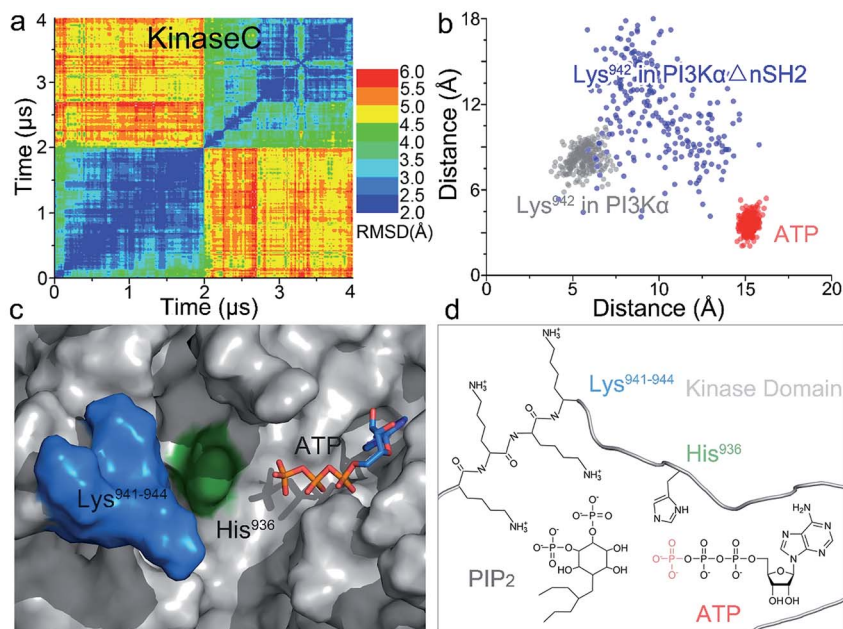 a
KinaseC
4
3
2
1
0
Time (µs)
0 1 2 3 4
Time (µs)
6.0
5.5
5.0
4.5
4.0
3.5
3.0
2.5
2.0
RMSD(Å)
b
18
15
12
9
6
3
0
Distance (Å)
Lys942 in PI3Kα△nSH2
Lys942 in PI3Kα
ATP
0 5 10 15 20
Distance (Å)
c
Lys941-944
His936
ATP
d
NH3+
NH3+
NH3+
NH3+
Lys941-944
Kinase Domain
His936
PIP2
ATP